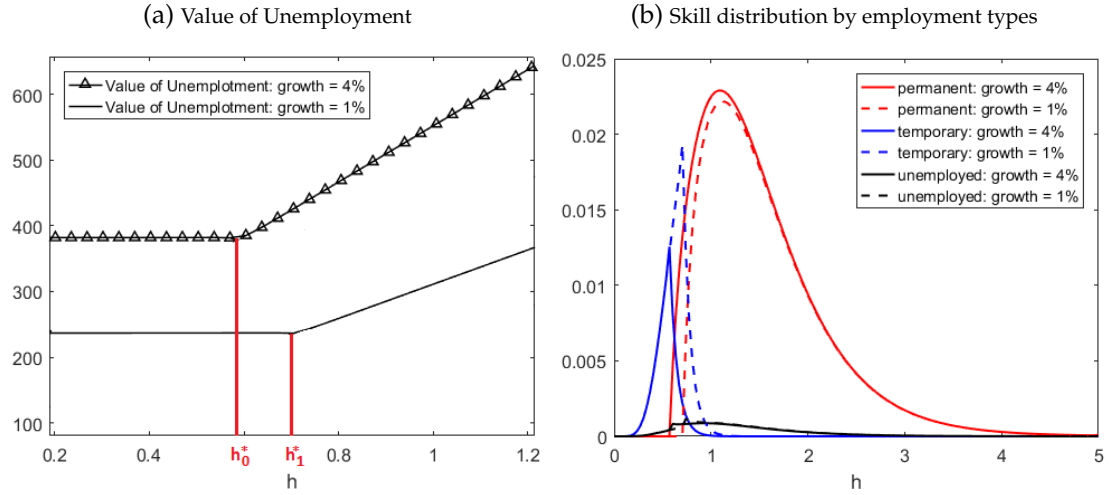 (a) Value of Unemployment
600
500
400
300
200
100
0.2
0.4
0.8
1
1.2
h₀*
h₁*
h
Value of Unemplotment: growth = 4%
Value of Unemplotment: growth = 1%
(b) Skill distribution by employment types
0.025
0.02
0.015
0.01
0.005
0
0
1
2
3
4
5
h
permanent: growth = 4%
permanent: growth = 1%
temporary: growth = 4%
temporary: growth = 1%
unemployed: growth = 4%
unemployed: growth = 1%